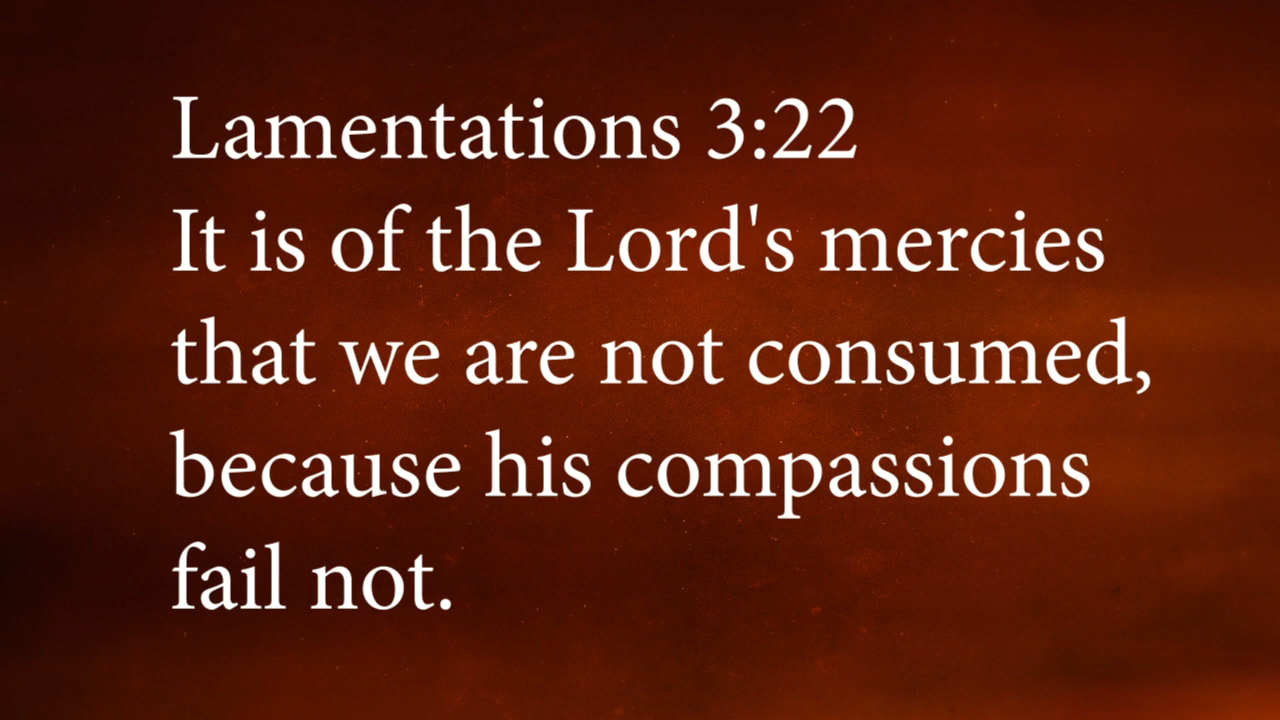 Lamentations 3:22
It is of the Lord's mercies
that we are not consumed,
because his compassions
fail not.